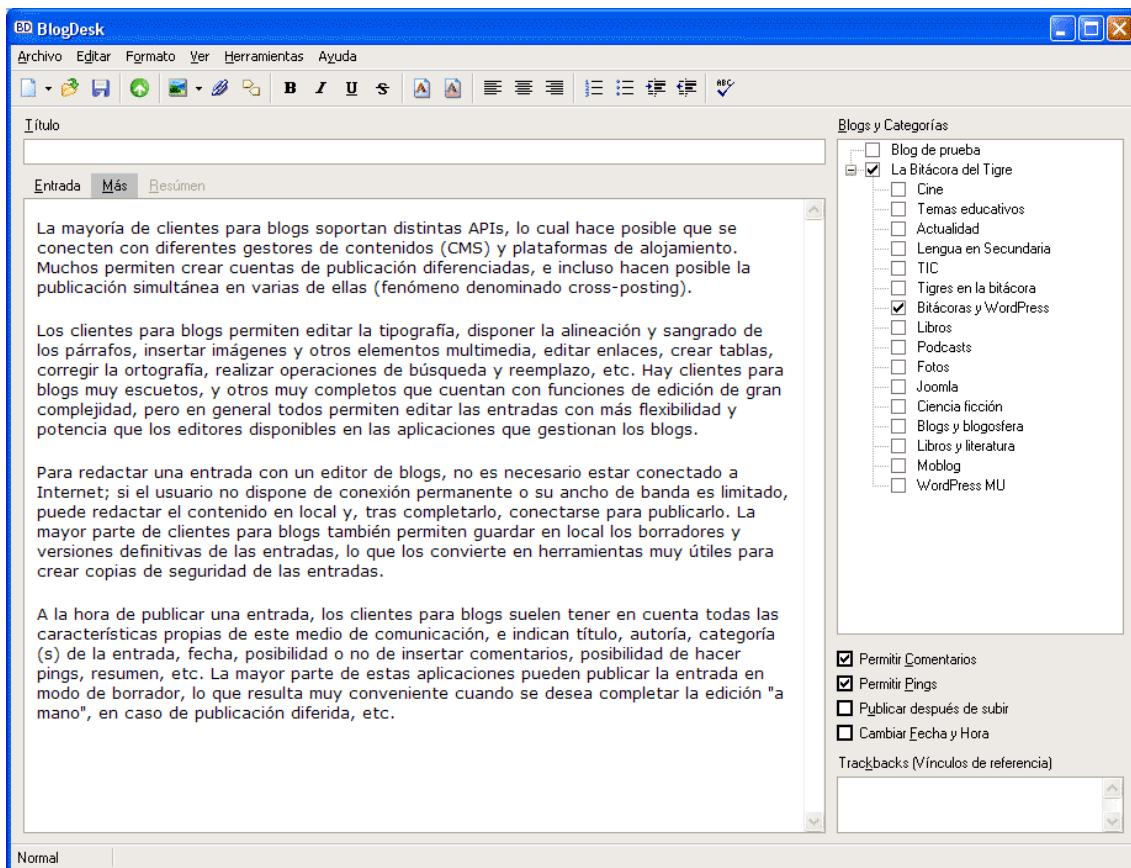 BD BlogDesk
Archivo Editar Formato Ver Herramientas Ayuda
B I U S A A ABC
Título
Blogs y Categorías
Entrada Más Resúmen
La mayoría de clientes para blogs soportan distintas APIs, lo cual hace posible que se
conecten con diferentes gestores de contenidos (CMS) y plataformas de alojamiento.
Muchos permiten crear cuentas de publicación diferenciadas, e incluso hacen posible la
publicación simultánea en varias de ellas (fenómeno denominado cross-posting).
Los clientes para blogs permiten editar la tipografía, disponer la alineación y sangrado de
los párrafos, insertar imágenes y otros elementos multimedia, editar enlaces, crear tablas,
corregir la ortografía, realizar operaciones de búsqueda y reemplazo, etc. Hay clientes para
blogs muy escuetos, y otros muy completos que cuentan con funciones de edición de gran
complejidad, pero en general todos permiten editar las entradas con más flexibilidad y
potencia que los editores disponibles en las aplicaciones que gestionan los blogs.
Para redactar una entrada con un editor de blogs, no es necesario estar conectado a
Internet; si el usuario no dispone de conexión permanente o su ancho de banda es limitado,
puede redactar el contenido en local y, tras completarlo, conectarse para publicarlo. La
mayor parte de clientes para blogs también permiten guardar en local los borradores y
versiones definitivas de las entradas, lo que los convierte en herramientas muy útiles para
crear copias de seguridad de las entradas.
A la hora de publicar una entrada, los clientes para blogs suelen tener en cuenta todas las
características propias de este medio de comunicación, e indican título, autoría, categoría
(s) de la entrada, fecha, posibilidad o no de insertar comentarios, posibilidad de hacer
pings, resumen, etc. La mayor parte de estas aplicaciones pueden publicar la entrada en
modo de borrador, lo que resulta muy conveniente cuando se desea completar la edición "a
mano", en caso de publicación diferida, etc.
Blog de prueba
La Bitácora del Tigre
Cine
Temas educativos
Actualidad
Lengua en Secundaria
TIC
Tigres en la bitácora
Bitácoras y WordPress
Libros
Podcasts
Fotos
Joomla
Ciencia ficción
Blogs y blogosfera
Libros y literatura
Moblog
WordPress MU
Permitir Comentarios
Permitir Pings
Publicar después de subir
Cambiar Fecha y Hora
Trackbacks (Vínculos de referencia)
Normal